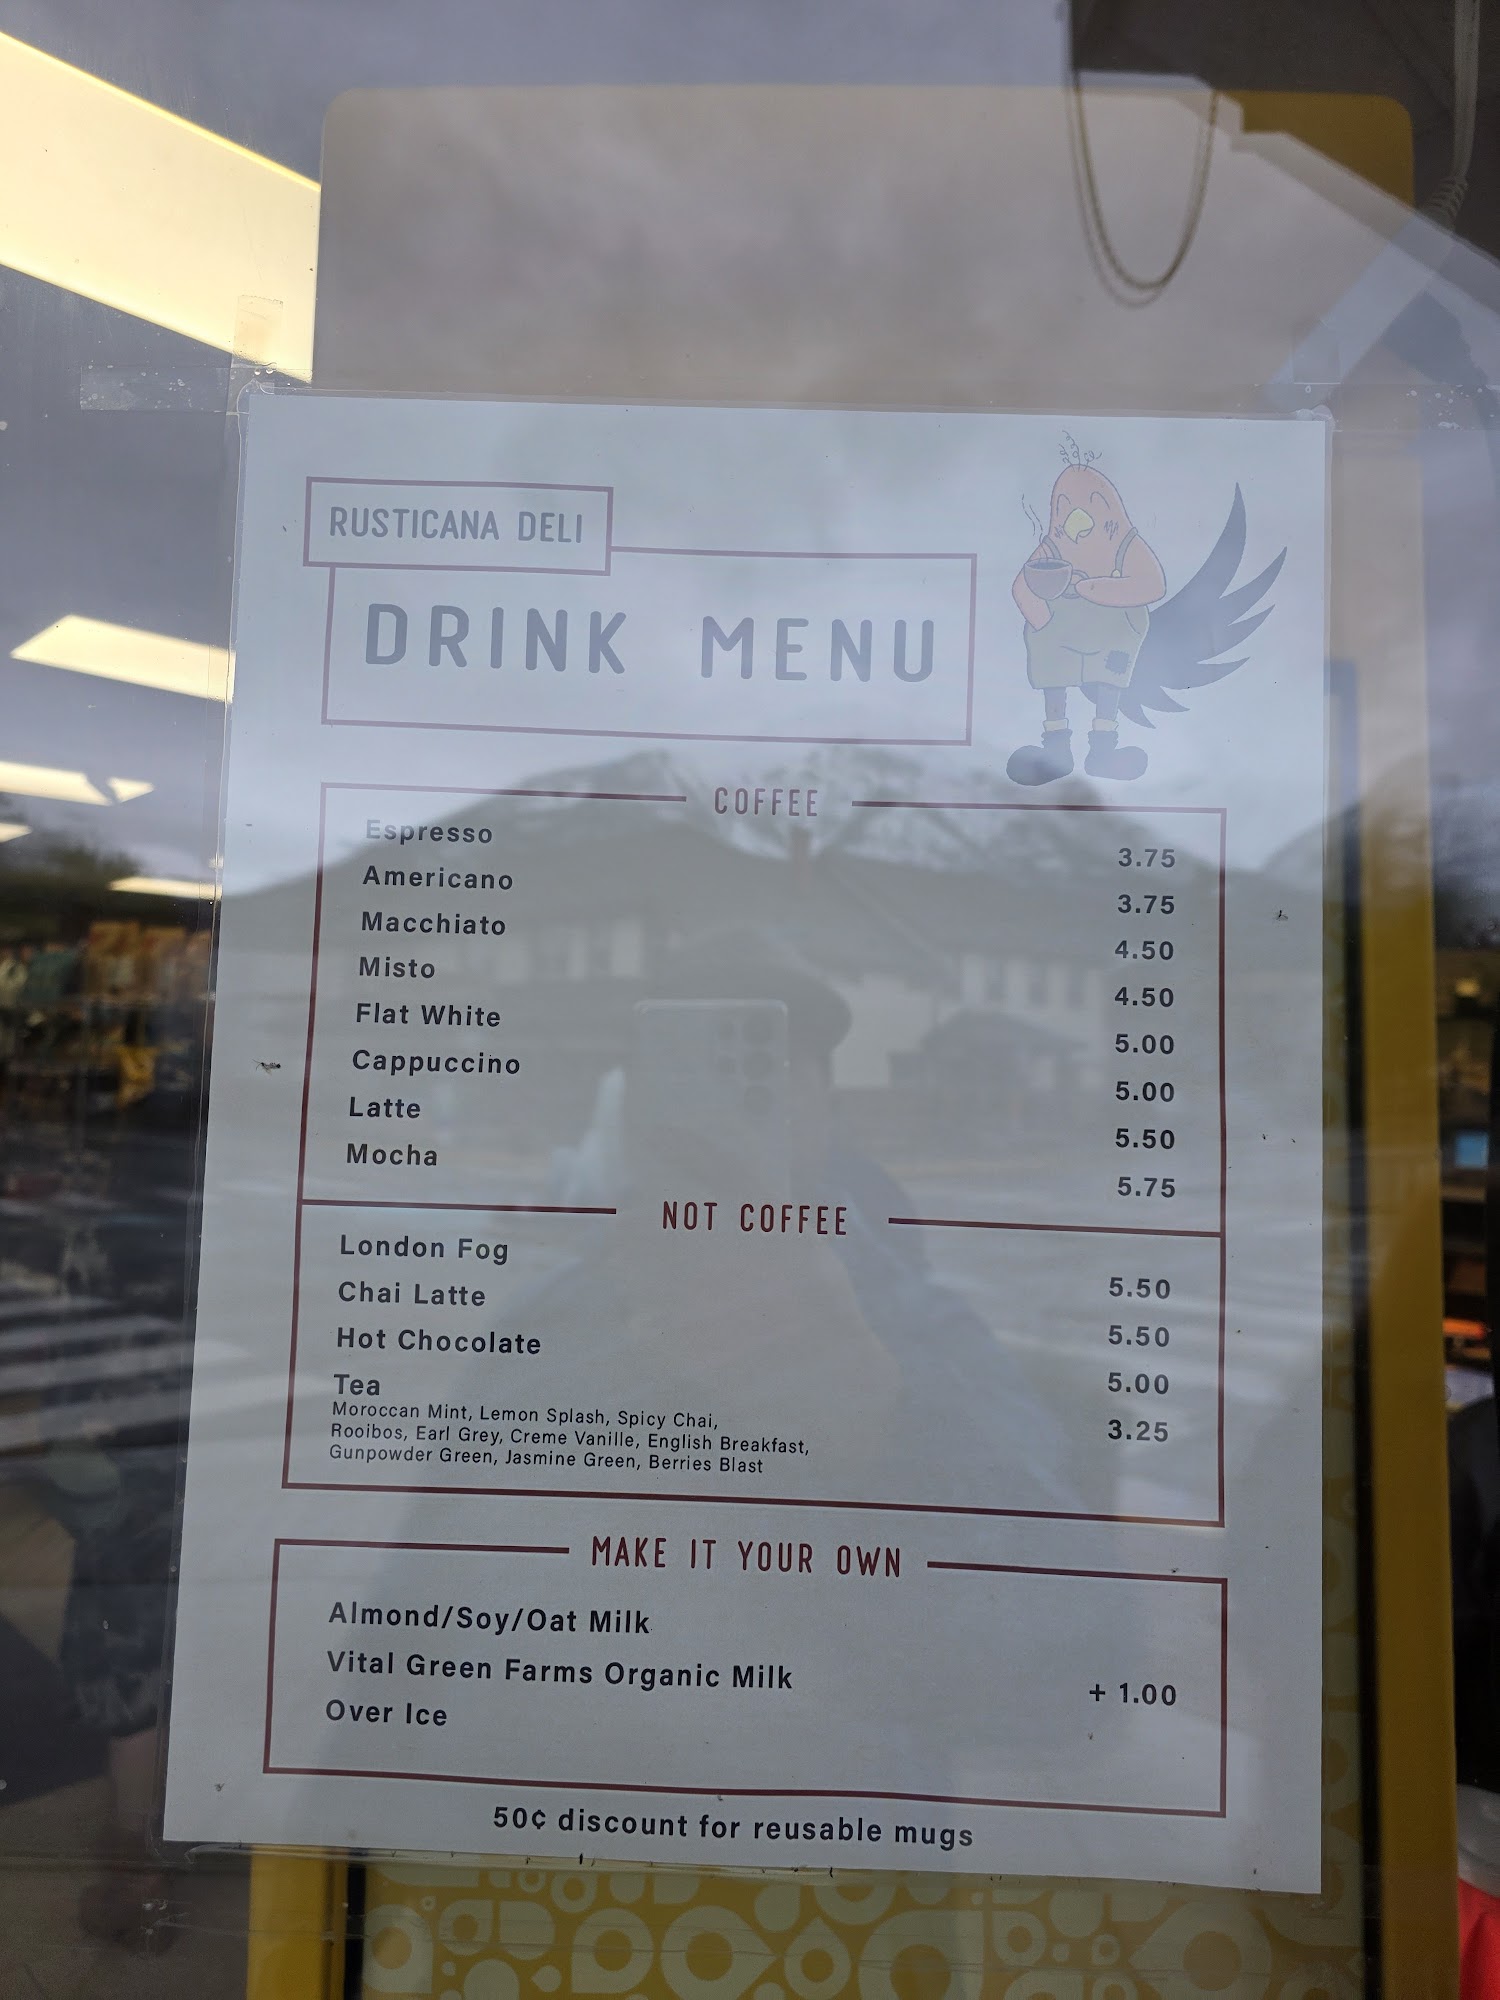 RUSTICANA DELI
DRINK MENU
COFFEE
Espresso 3.75
Americano 3.75
Macchiato 4.50
Misto 4.50
Flat White 5.00
Cappuccino 5.00
Latte 5.50
Mocha 5.75
NOT COFFEE
London Fog 5.50
Chai Latte 5.50
Hot Chocolate 5.00
Tea 3.25
Moroccan Mint, Lemon Splash, Spicy Chai,
Rooibos, Earl Grey, Creme Vanille, English Breakfast,
Gunpowder Green, Jasmine Green, Berries Blast
MAKE IT YOUR OWN
Almond/Soy/Oat Milk
Vital Green Farms Organic Milk + 1.00
Over Ice
50¢ discount for reusable mugs